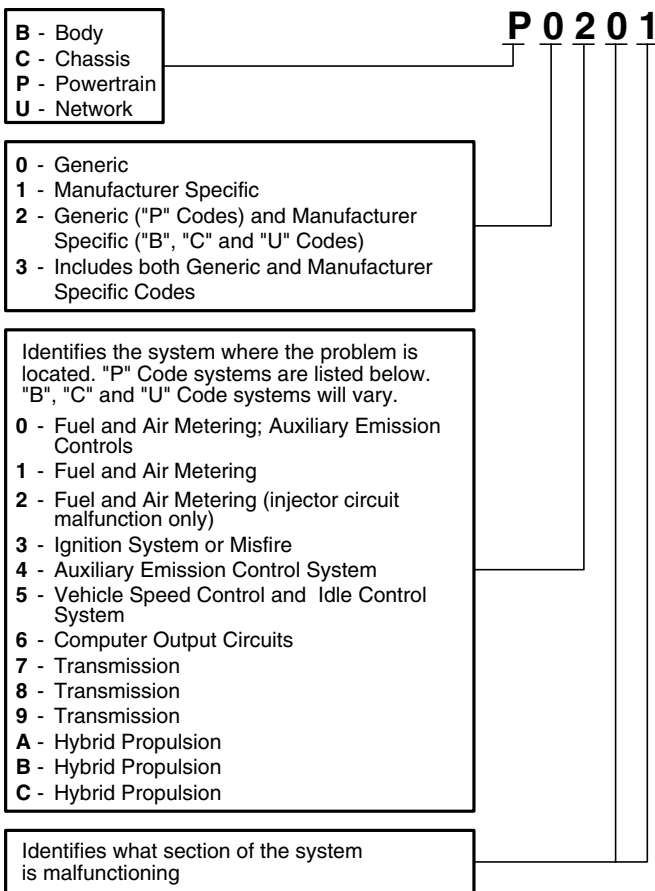 P 0 2 0 1
B - Body
C - Chassis
P - Powertrain
U - Network
0 - Generic
1 - Manufacturer Specific
2 - Generic ("P" Codes) and Manufacturer
Specific ("B", "C" and "U" Codes)
3 - Includes both Generic and Manufacturer
Specific Codes
Identifies the system where the problem is
located. "P" Code systems are listed below.
"B", "C" and "U" Code systems will vary.
0 - Fuel and Air Metering; Auxiliary Emission
Controls
1 - Fuel and Air Metering
2 - Fuel and Air Metering (injector circuit
malfunction only)
3 - Ignition System or Misfire
4 - Auxiliary Emission Control System
5 - Vehicle Speed Control and Idle Control
System
6 - Computer Output Circuits
7 - Transmission
8 - Transmission
9 - Transmission
A - Hybrid Propulsion
B - Hybrid Propulsion
C - Hybrid Propulsion
Identifies what section of the system
is malfunctioning